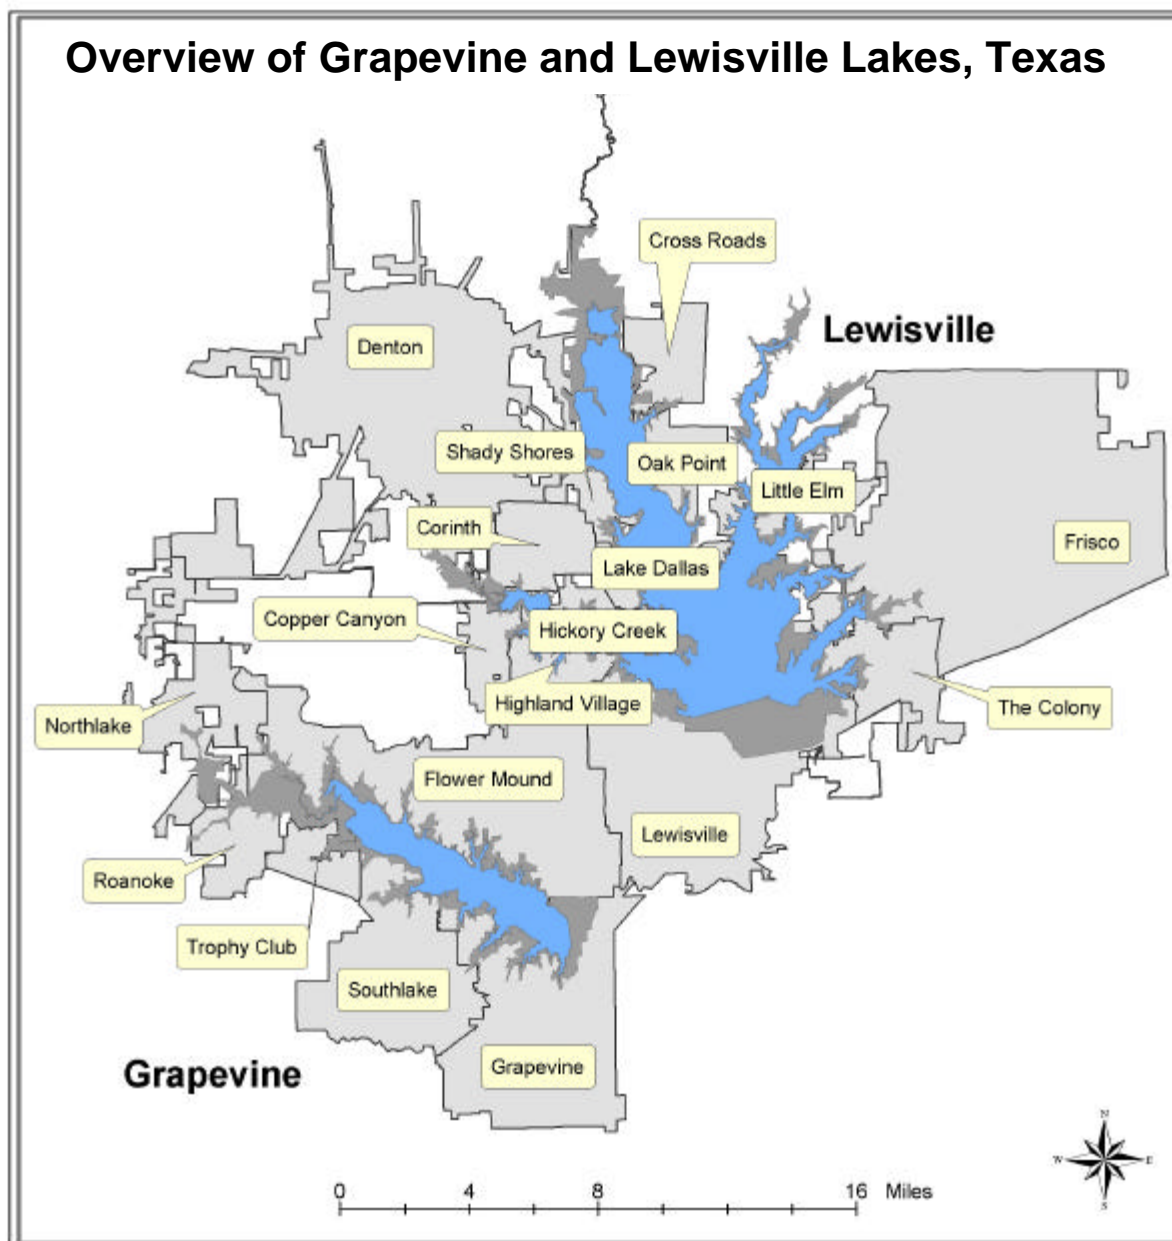 Overview of Grapevine and Lewisville Lakes, Texas
Cross Roads
Lewisville
Denton
Shady Shores
Oak Point
Little Elm
Corinth
Frisco
Lake Dallas
Copper Canyon
Hickory Creek
Highland Village
The Colony
Northlake
Flower Mound
Lewisville
Roanoke
Trophy Club
Southlake
Grapevine
Grapevine
N
W E
S
0 4 8 16 Miles